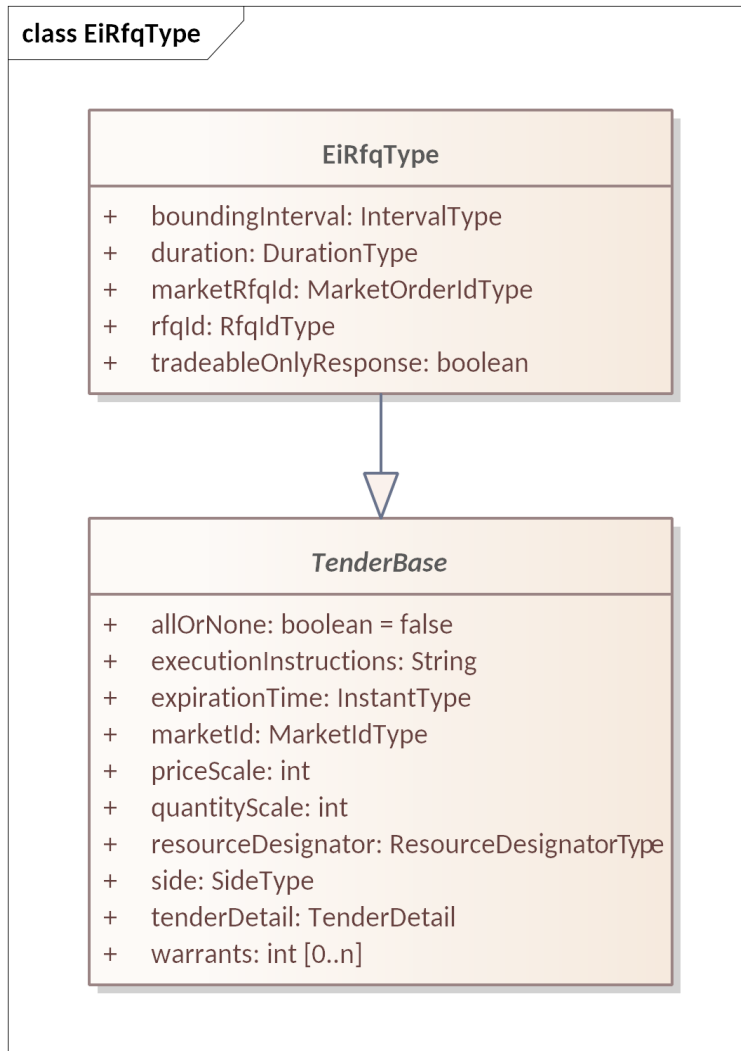 class EiRfqType
EiRfqType
+ boundingInterval: IntervalType
+ duration: DurationType
+ marketRfqId: MarketOrderIdType
+ rfqId: RfqIdType
+ tradeableOnlyResponse: boolean
TenderBase
+ allOrNone: boolean = false
+ executionInstructions: String
+ expirationTime: InstantType
+ marketId: MarketIdType
+ priceScale: int
+ quantityScale: int
+ resourceDesignator: ResourceDesignatorType
+ side: SideType
+ tenderDetail: TenderDetail
+ warrants: int [0..n]